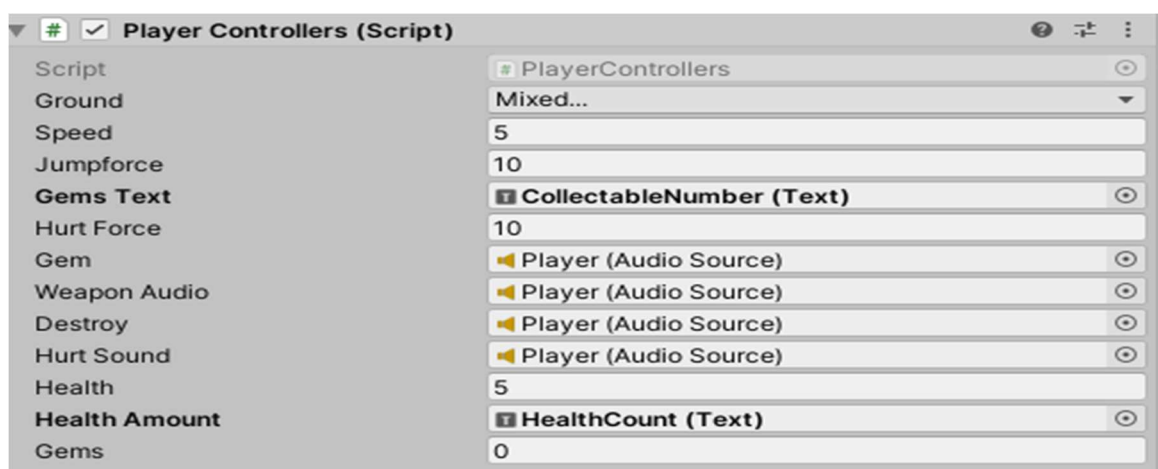 # Player Controllers (Script)
Script # PlayerControllers
Ground Mixed...
Speed 5
Jumpforce 10
Gems Text T CollectableNumber (Text)
Hurt Force 10
Gem Player (Audio Source)
Weapon Audio Player (Audio Source)
Destroy Player (Audio Source)
Hurt Sound Player (Audio Source)
Health 5
Health Amount T HealthCount (Text)
Gems 0